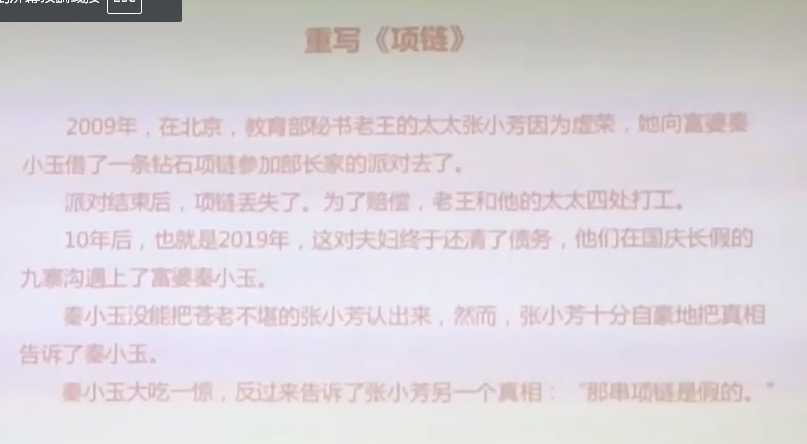 重写《项链》
2009年，在北京，教育部秘书老王的太太张小芳因为虚荣，她向富婆秦
小玉借了一条钻石项链参加部长家的派对去了。
派对结束后，项链丢失了。为了赔偿，老王和他的太太四处打工。
10年后，也就是2019年，这对夫妇终于还清了债务，他们在国庆长假的
九寨沟遇上了富婆秦小玉。
秦小玉没能把苍老不堪的张小芳认出来，然而，张小芳十分自豪地把真相
告诉了秦小玉。
秦小玉大吃一惊，反过来告诉了张小芳另一个真相：“那串项链是假的。”